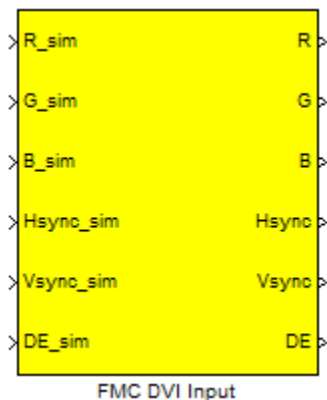 R_sim R
G_sim G
B_sim B
Hsync_sim Hsync
Vsync_sim Vsync
DE_sim DE
FMC DVI Input